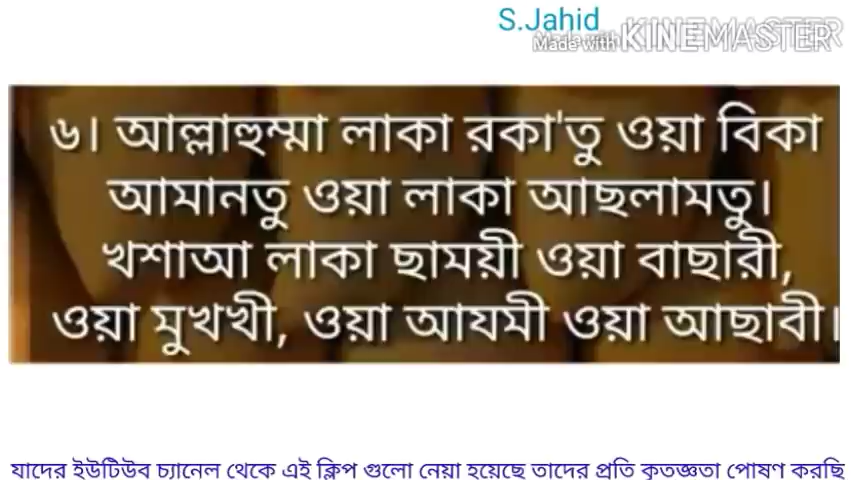 S.Jahid
Made with KINEMASTER
৬। আল্লাহুম্মা লাকা রকা'তু ওয়া বিকা
আমানতু ওয়া লাকা আছলামতু।
খশাআ লাকা ছাময়ী ওয়া বাছারী,
ওয়া মুখখী, ওয়া আযমী ওয়া আছাবী।
যাদের ইউটিউব চ্যানেল থেকে এই ক্লিপ গুলো নেয়া হয়েছে তাদের প্রতি কৃতজ্ঞতা পোষণ করছি